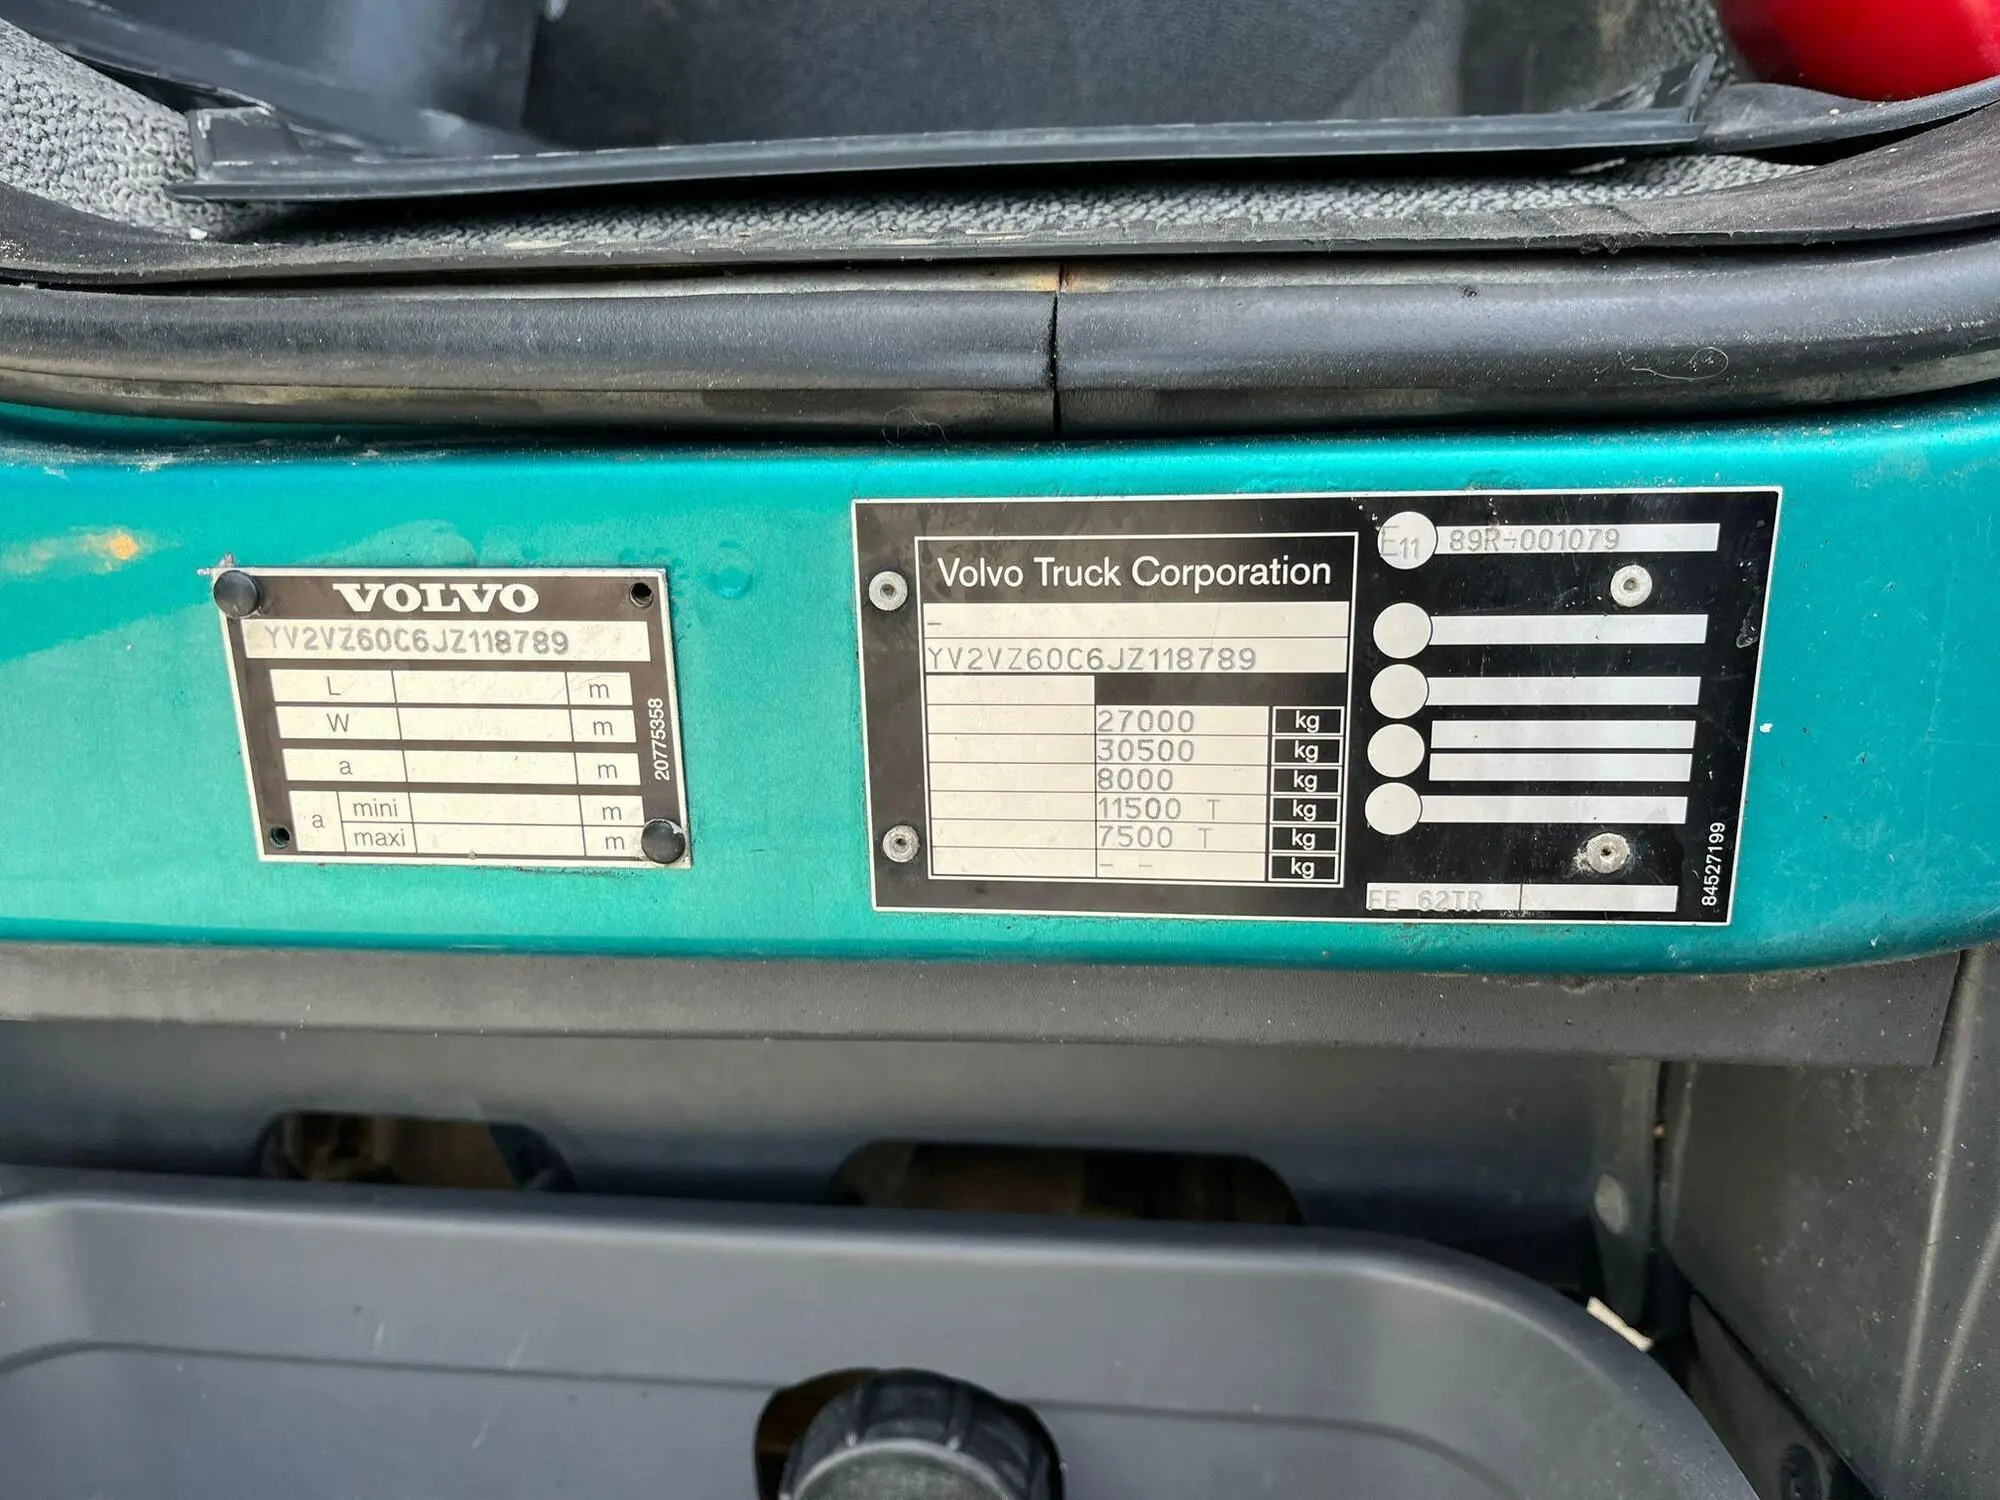 VOLVO
YV2VZ60C6JZ118789
L m
W m
a m
a mini m
maxi m
20775358
Volvo Truck Corporation
-
YV2VZ60C6JZ118789
27000 kg
30500 kg
8000 kg
11500 T kg
7500 T kg
- - kg
E11 89R-001079
FE 62TR
84527199